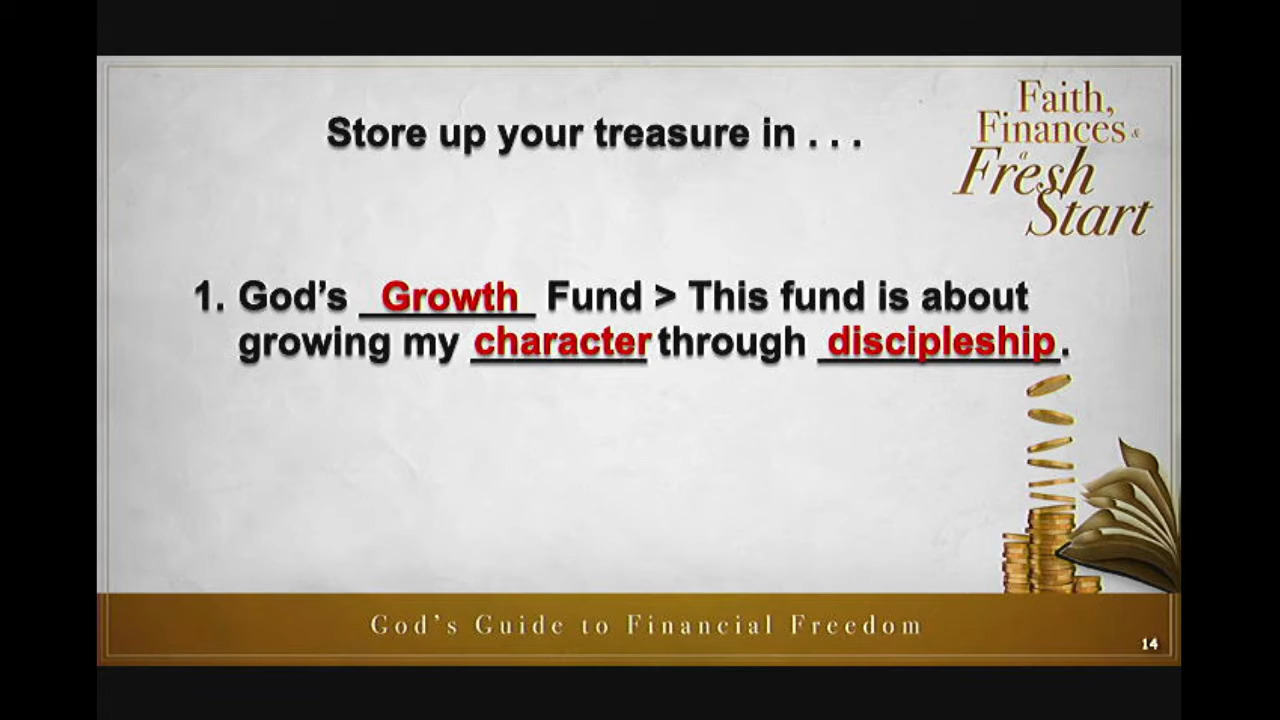 Store up your treasure in . . .
Faith,
Finances &
a
Fresh
Start
1. God's Growth Fund > This fund is about
growing my character through discipleship.
God's Guide to Financial Freedom
14